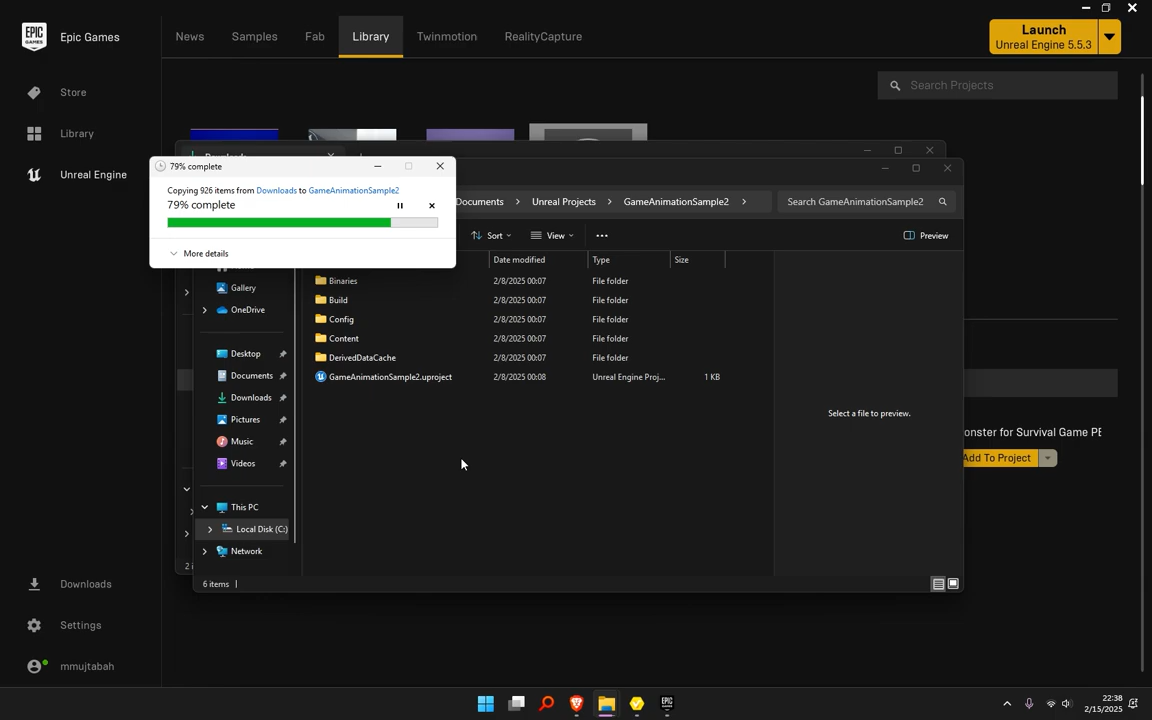 EPIC GAMES
Epic Games
News
Samples
Fab
Library
Twinmotion
RealityCapture
Launch
Unreal Engine 5.5.3
Store
Library
Unreal Engine
Search Projects
79% complete
Copying 926 items from Downloads to GameAnimationSample2
79% complete
More details
Documents
Unreal Projects
GameAnimationSample2
Search GameAnimationSample2
Sort
View
Preview
Date modified
Type
Size
Gallery
OneDrive
Desktop
Documents
Downloads
Pictures
Music
Videos
This PC
Local Disk (C:)
Network
Binaries 2/8/2025 00:07 File folder
Build 2/8/2025 00:07 File folder
Config 2/8/2025 00:07 File folder
Content 2/8/2025 00:07 File folder
DerivedDataCache 2/8/2025 00:07 File folder
GameAnimationSample2.uproject 2/8/2025 00:08 Unreal Engine Proj... 1 KB
Select a file to preview.
6 items
for Survival Game
Add To Project
Downloads
Settings
mmujtabah
EPIC
22:38
2/15/2025